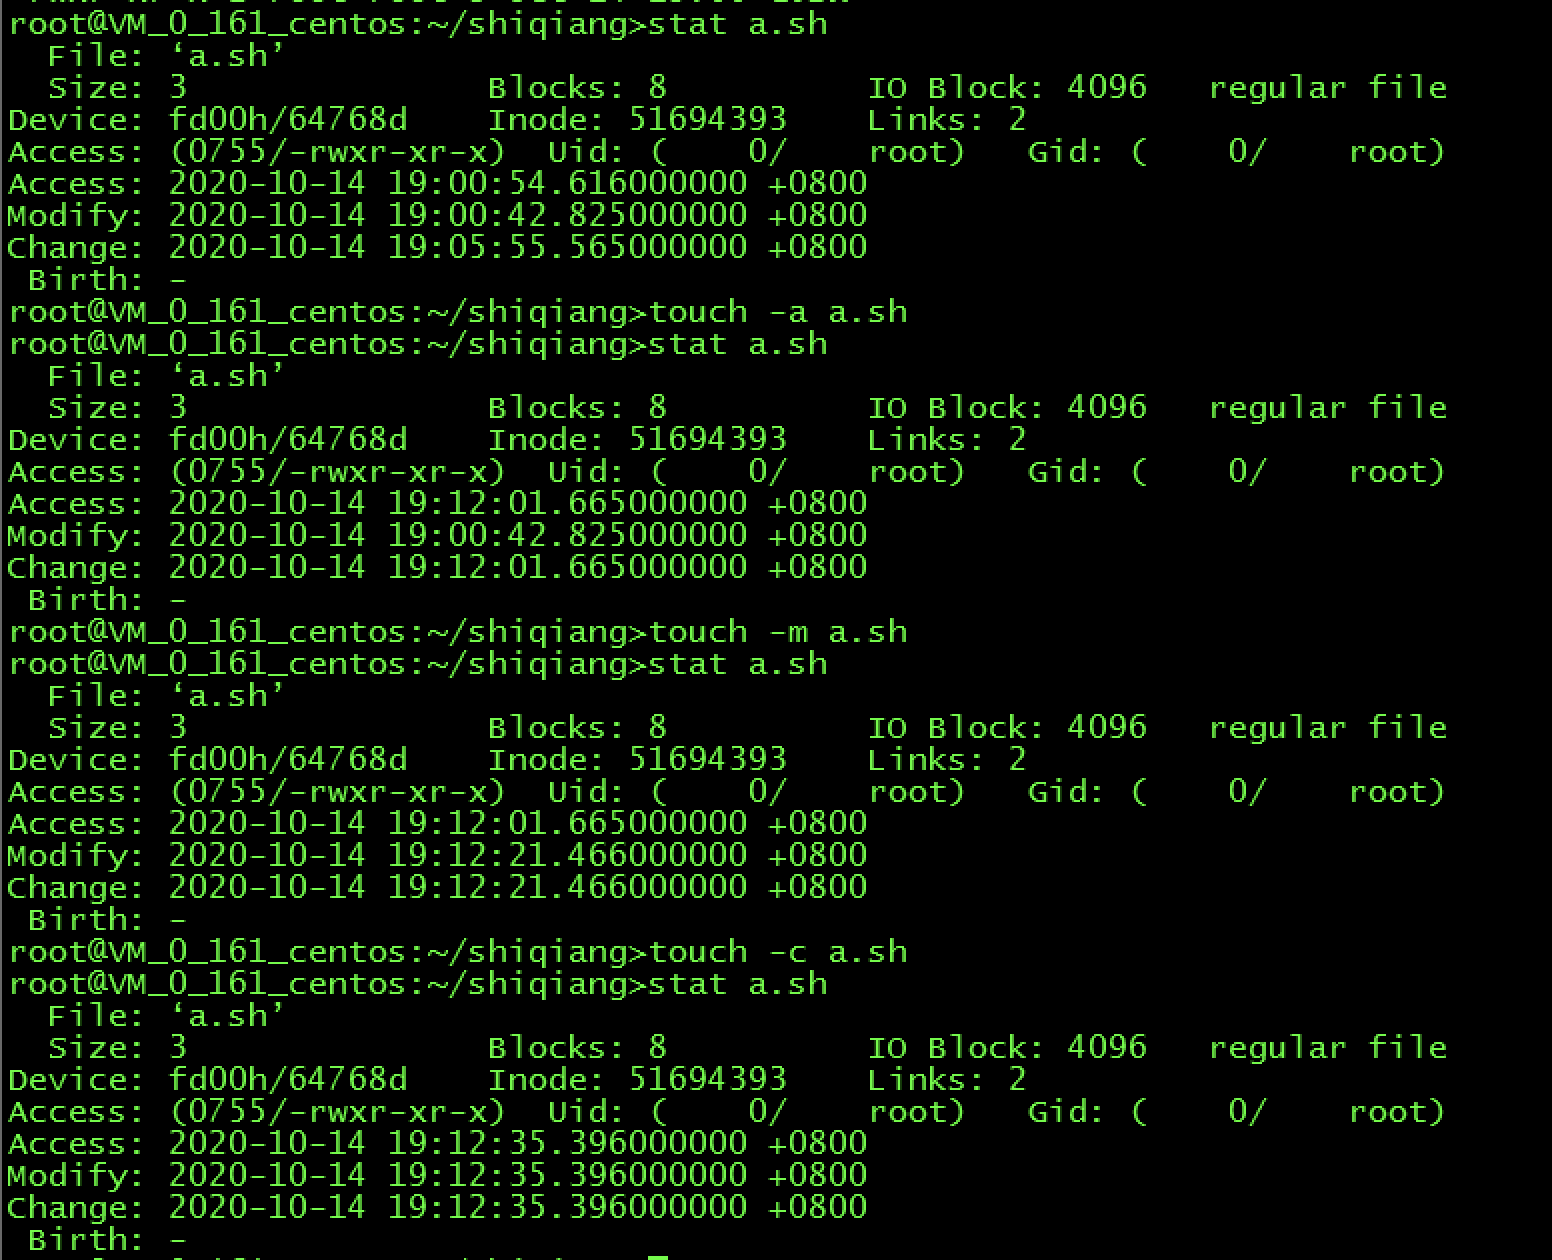 root@VM_0_161_centos:~/shiqiang>stat a.sh
  File: ‘a.sh’
  Size: 3               Blocks: 8          IO Block: 4096   regular file
Device: fd00h/64768d    Inode: 51694393    Links: 2
Access: (0755/-rwxr-xr-x)  Uid: (    0/    root)   Gid: (    0/    root)
Access: 2020-10-14 19:00:54.616000000 +0800
Modify: 2020-10-14 19:00:42.825000000 +0800
Change: 2020-10-14 19:05:55.565000000 +0800
 Birth: -
root@VM_0_161_centos:~/shiqiang>touch -a a.sh
root@VM_0_161_centos:~/shiqiang>stat a.sh
  File: ‘a.sh’
  Size: 3               Blocks: 8          IO Block: 4096   regular file
Device: fd00h/64768d    Inode: 51694393    Links: 2
Access: (0755/-rwxr-xr-x)  Uid: (    0/    root)   Gid: (    0/    root)
Access: 2020-10-14 19:12:01.665000000 +0800
Modify: 2020-10-14 19:00:42.825000000 +0800
Change: 2020-10-14 19:12:01.665000000 +0800
 Birth: -
root@VM_0_161_centos:~/shiqiang>touch -m a.sh
root@VM_0_161_centos:~/shiqiang>stat a.sh
  File: ‘a.sh’
  Size: 3               Blocks: 8          IO Block: 4096   regular file
Device: fd00h/64768d    Inode: 51694393    Links: 2
Access: (0755/-rwxr-xr-x)  Uid: (    0/    root)   Gid: (    0/    root)
Access: 2020-10-14 19:12:01.665000000 +0800
Modify: 2020-10-14 19:12:21.466000000 +0800
Change: 2020-10-14 19:12:21.466000000 +0800
 Birth: -
root@VM_0_161_centos:~/shiqiang>touch -c a.sh
root@VM_0_161_centos:~/shiqiang>stat a.sh
  File: ‘a.sh’
  Size: 3               Blocks: 8          IO Block: 4096   regular file
Device: fd00h/64768d    Inode: 51694393    Links: 2
Access: (0755/-rwxr-xr-x)  Uid: (    0/    root)   Gid: (    0/    root)
Access: 2020-10-14 19:12:35.396000000 +0800
Modify: 2020-10-14 19:12:35.396000000 +0800
Change: 2020-10-14 19:12:35.396000000 +0800
 Birth: -